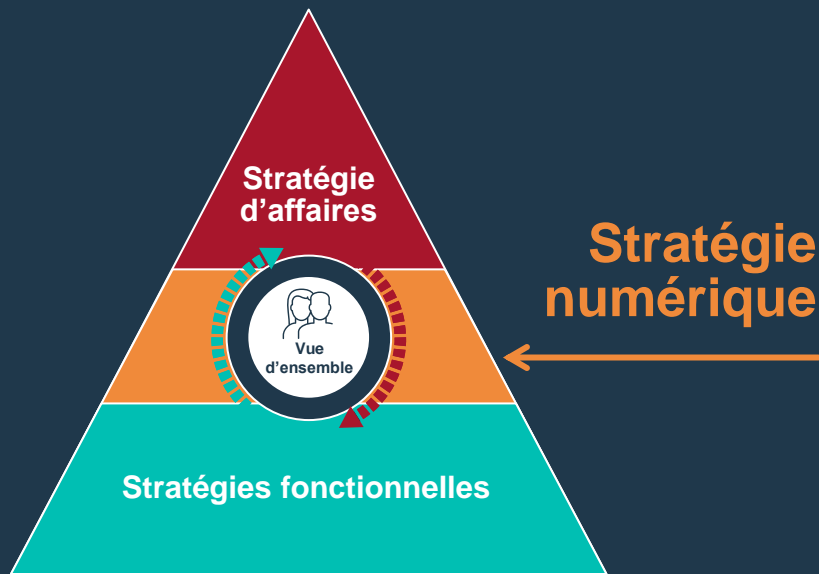 Stratégie
d’affaires
Stratégie
numérique
Vue
d’ensemble
Stratégies fonctionnelles